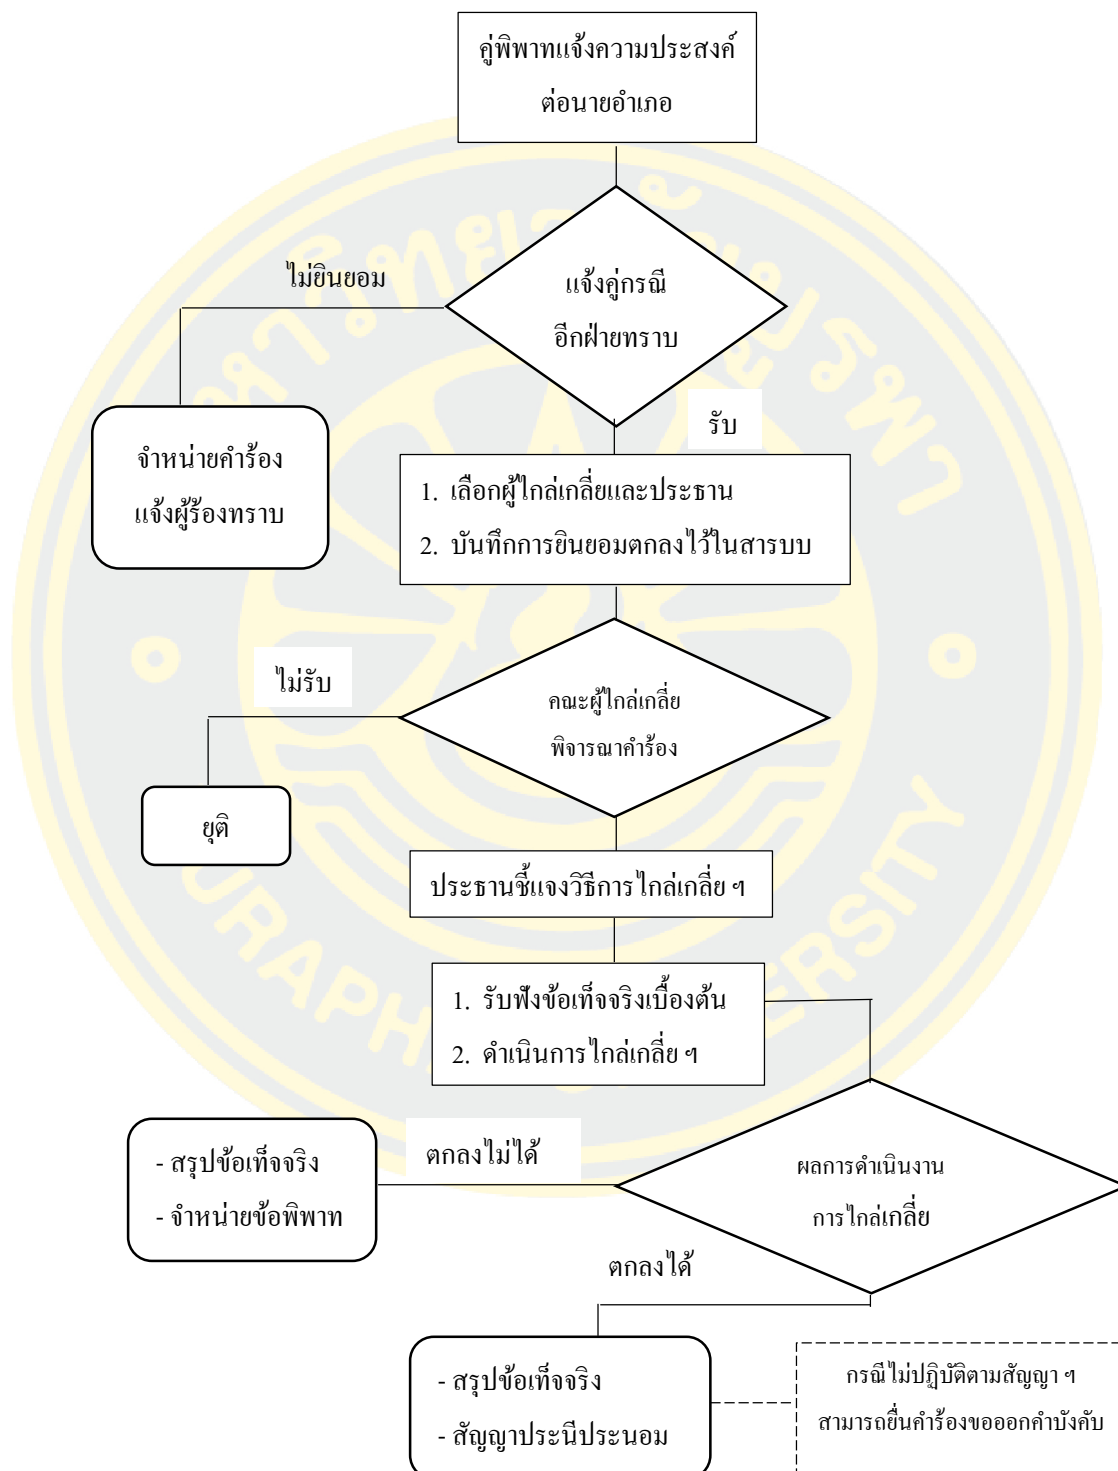 คู่พิพาทแจ้งความประสงค์
ต่อนายอำเภอ
ไม่ยินยอม
แจ้งคู่กรณี
อีกฝ่ายทราบ
รับ
จำหน่ายคำร้อง
แจ้งผู้ร้องทราบ
1. เลือกผู้ไกล่เกลี่ยและประธาน
2. บันทึกการยินยอมตกลงไว้ในสารบบ
ไม่รับ
คณะผู้ไกล่เกลี่ย
พิจารณาคำร้อง
ยุติ
ประธานชี้แจงวิธีการไกล่เกลี่ย ฯ
1. รับฟังข้อเท็จจริงเบื้องต้น
2. ดำเนินการไกล่เกลี่ย ฯ
- สรุปข้อเท็จจริง
- จำหน่ายข้อพิพาท
ตกลงไม่ได้
ผลการดำเนินงาน
การไกล่เกลี่ย
ตกลงได้
- สรุปข้อเท็จจริง
- สัญญาประนีประนอม
กรณีไม่ปฏิบัติตามสัญญา ฯ
สามารถยื่นคำร้องขอออกคำบังคับ